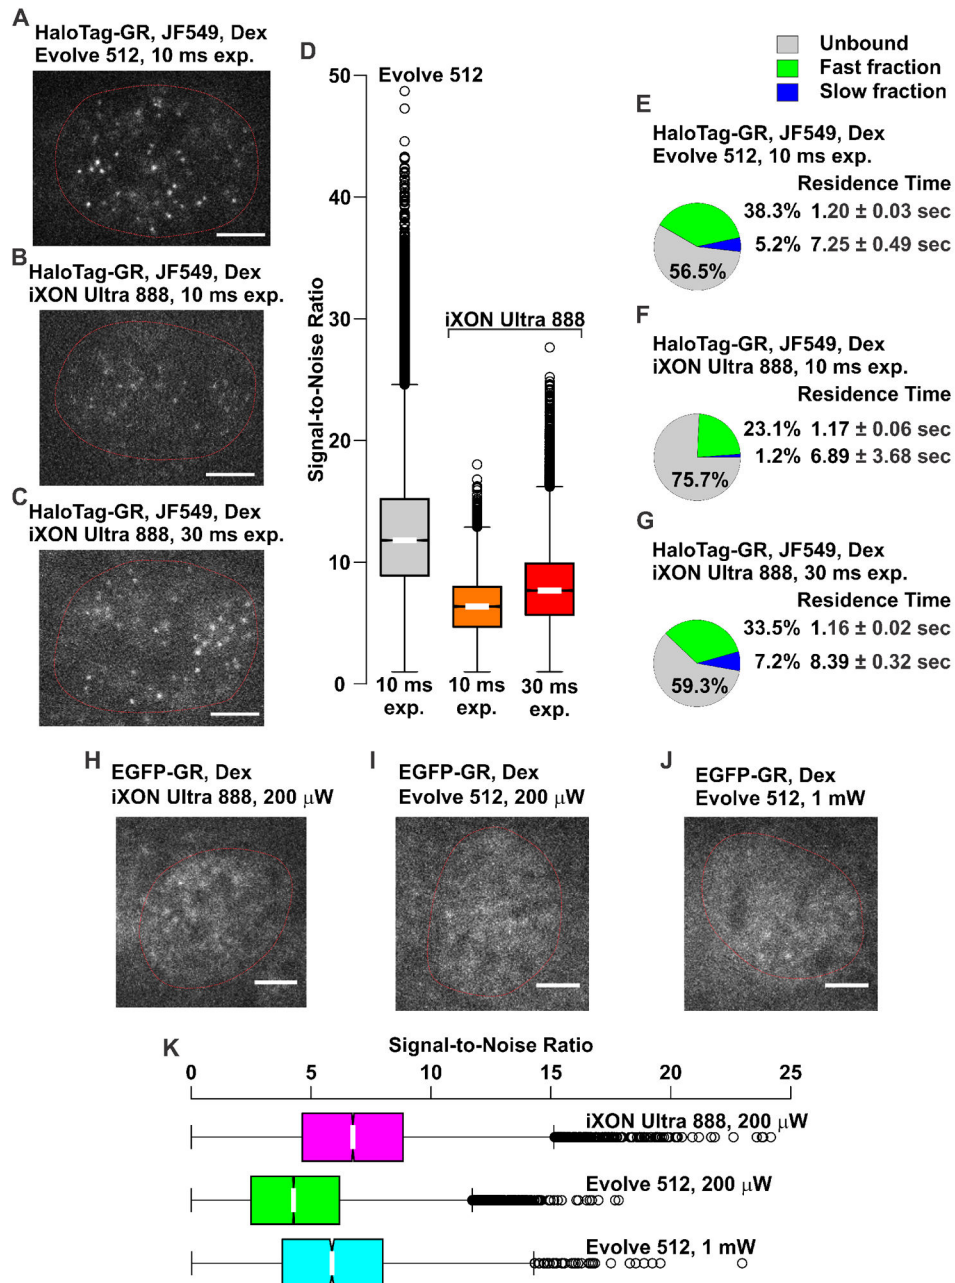 A
HaloTag-GR, JF549, Dex
Evolve 512, 10 ms exp.
B
HaloTag-GR, JF549, Dex
iXON Ultra 888, 10 ms exp.
C
HaloTag-GR, JF549, Dex
iXON Ultra 888, 30 ms exp.
D
Signal-to-Noise Ratio
50
40
30
20
10
0
Evolve 512
iXON Ultra 888
10 ms exp.
10 ms exp.
30 ms exp.
Unbound
Fast fraction
Slow fraction
E
HaloTag-GR, JF549, Dex
Evolve 512, 10 ms exp.
Residence Time
38.3% 1.20 ± 0.03 sec
5.2% 7.25 ± 0.49 sec
56.5%
F
HaloTag-GR, JF549, Dex
iXON Ultra 888, 10 ms exp.
Residence Time
23.1% 1.17 ± 0.06 sec
1.2% 6.89 ± 3.68 sec
75.7%
G
HaloTag-GR, JF549, Dex
iXON Ultra 888, 30 ms exp.
Residence Time
33.5% 1.16 ± 0.02 sec
7.2% 8.39 ± 0.32 sec
59.3%
H
EGFP-GR, Dex
iXON Ultra 888, 200 μW
I
EGFP-GR, Dex
Evolve 512, 200 μW
J
EGFP-GR, Dex
Evolve 512, 1 mW
K
Signal-to-Noise Ratio
0 5 10 15 20 25
iXON Ultra 888, 200 μW
Evolve 512, 200 μW
Evolve 512, 1 mW